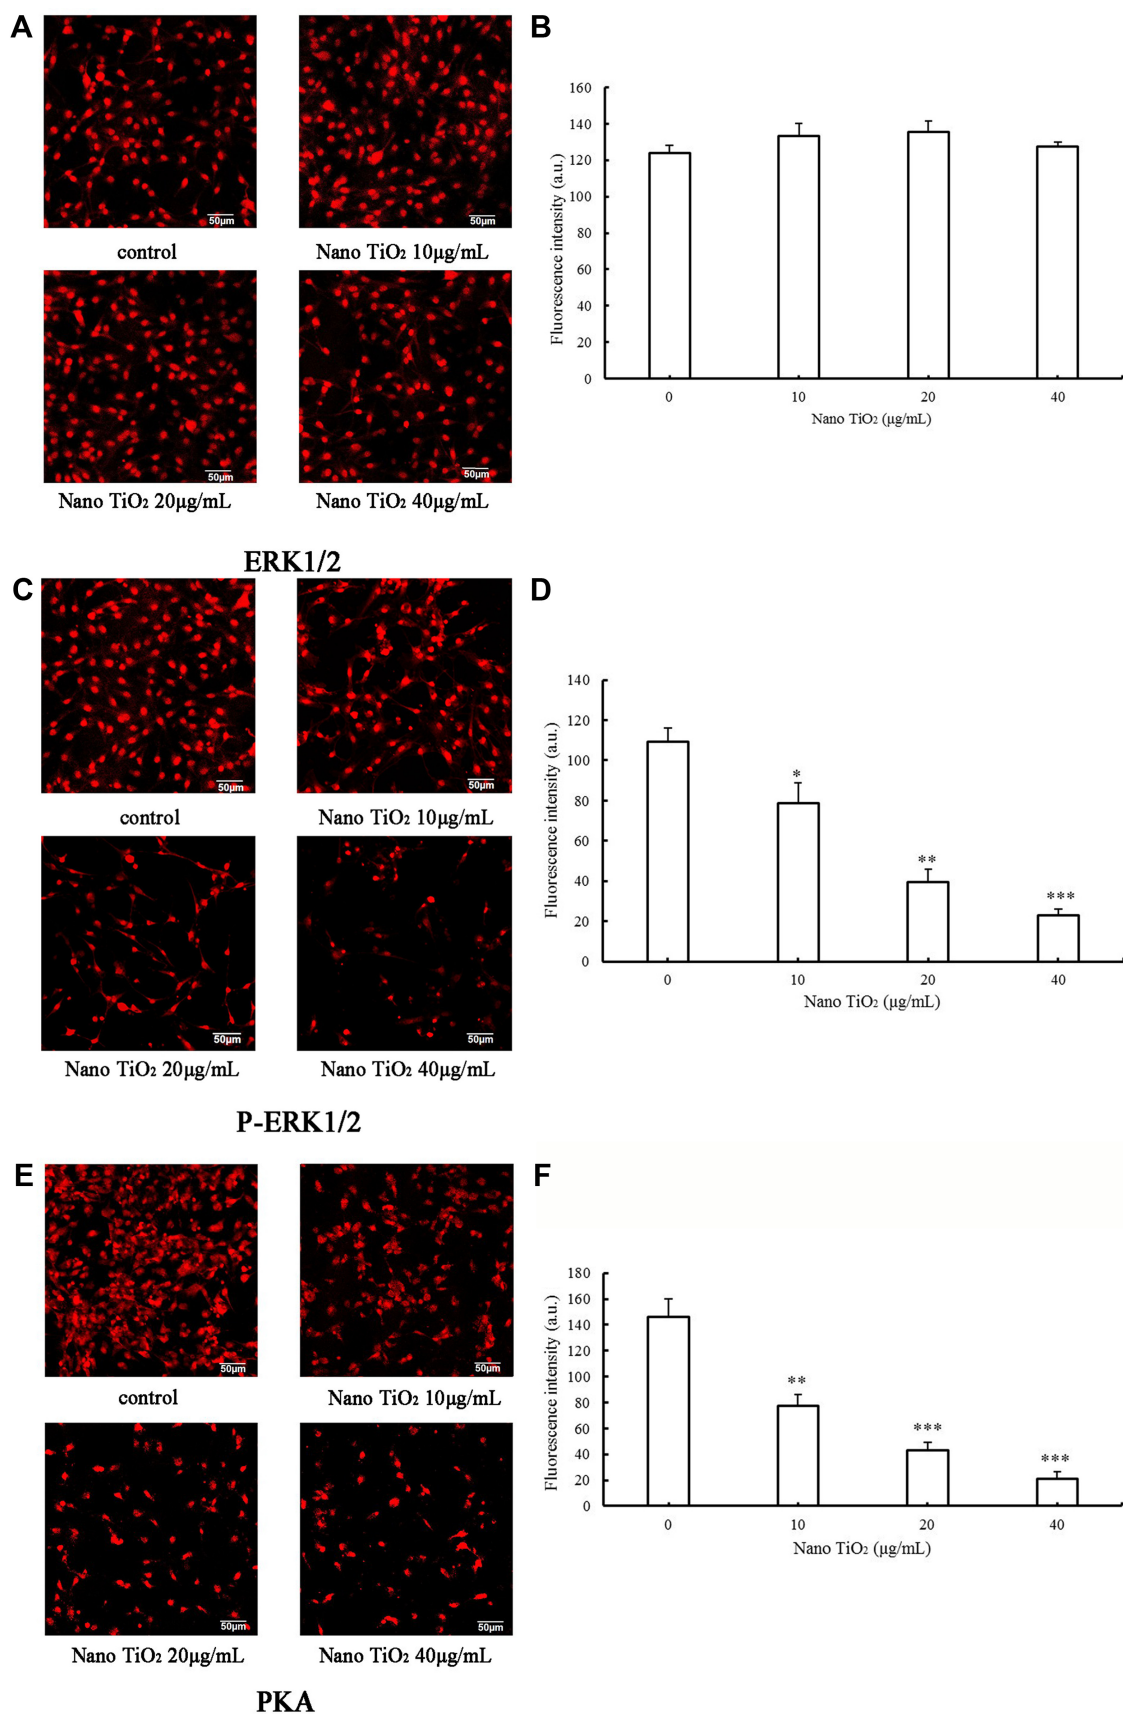 A
50µm
50µm
control
Nano TiO₂ 10µg/mL
50µm
50µm
Nano TiO₂ 20µg/mL
Nano TiO₂ 40µg/mL
ERK1/2
B
160
140
120
100
80
60
40
20
0
Fluorescence intensity (a.u.)
0 10 20 40
Nano TiO₂ (µg/mL)
C
50µm
50µm
control
Nano TiO₂ 10µg/mL
50µm
50µm
Nano TiO₂ 20µg/mL
Nano TiO₂ 40µg/mL
P-ERK1/2
D
140
120
100
80
60
40
20
0
Fluorescence intensity (a.u.)
*
**
***
0 10 20 40
Nano TiO₂ (µg/mL)
E
50µm
50µm
control
Nano TiO₂ 10µg/mL
50µm
50µm
Nano TiO₂ 20µg/mL
Nano TiO₂ 40µg/mL
PKA
F
180
160
140
120
100
80
60
40
20
0
Fluorescence intensity (a.u.)
**
***
***
0 10 20 40
Nano TiO₂ (µg/mL)